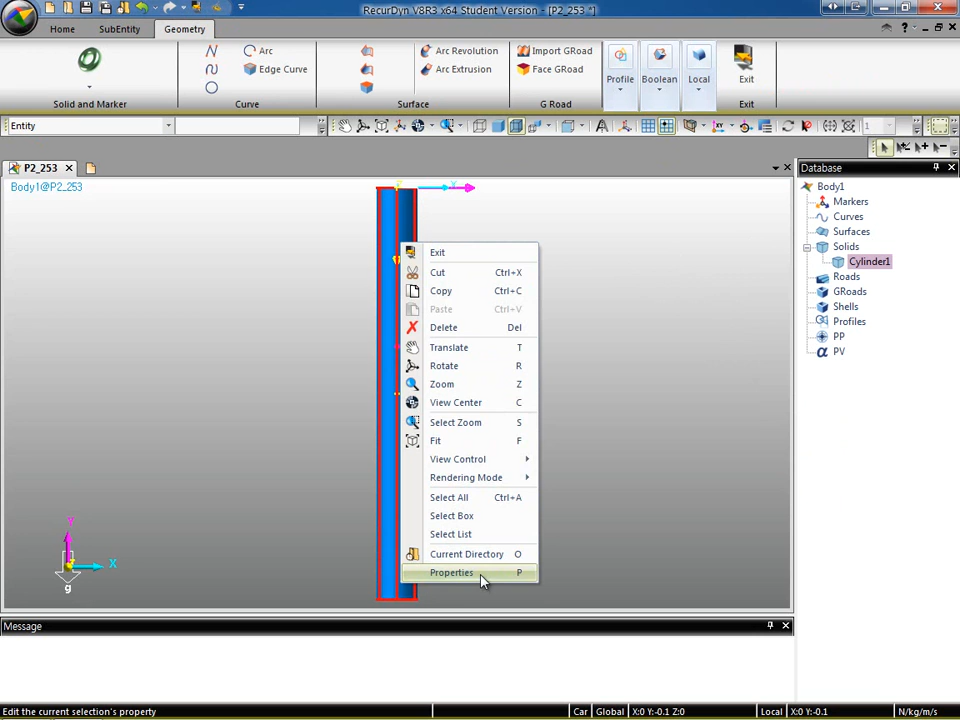 RecurDyn V8R3 x64 Student Version - [P2_253 *]
Home SubEntity Geometry
Arc
Edge Curve
Arc Revolution
Arc Extrusion
Import GRoad
Face GRoad
Profile Boolean Local Exit
Solid and Marker Curve Surface G Road Exit
Entity
1
P2_253
Body1@P2_253
Y
X
g
Exit
Cut Ctrl+X
Copy Ctrl+C
Paste Ctrl+V
Delete Del
Translate T
Rotate R
Zoom Z
View Center C
Select Zoom S
Fit F
View Control
Rendering Mode
Select All Ctrl+A
Select Box
Select List
Current Directory O
Properties P
Database
Body1
Markers
Curves
Surfaces
Solids
Cylinder1
Roads
GRoads
Shells
Profiles
PP
PV
Message
Edit the current selection's property
Car Global X:0 Y:-0.1 Z:0 Local X:0 Y:-0.1 N/kg/m/s